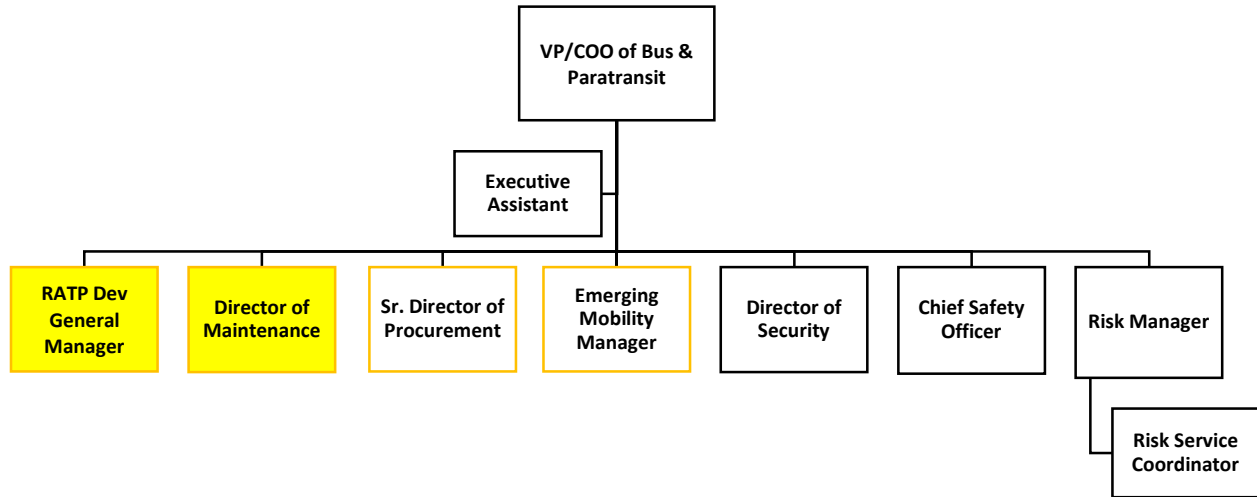 VP/COO of Bus &
Paratransit
Executive
Assistant
RATP Dev
General
Manager
Director of
Maintenance
Sr. Director of
Procurement
Emerging
Mobility
Manager
Director of
Security
Chief Safety
Officer
Risk Manager
Risk Service
Coordinator